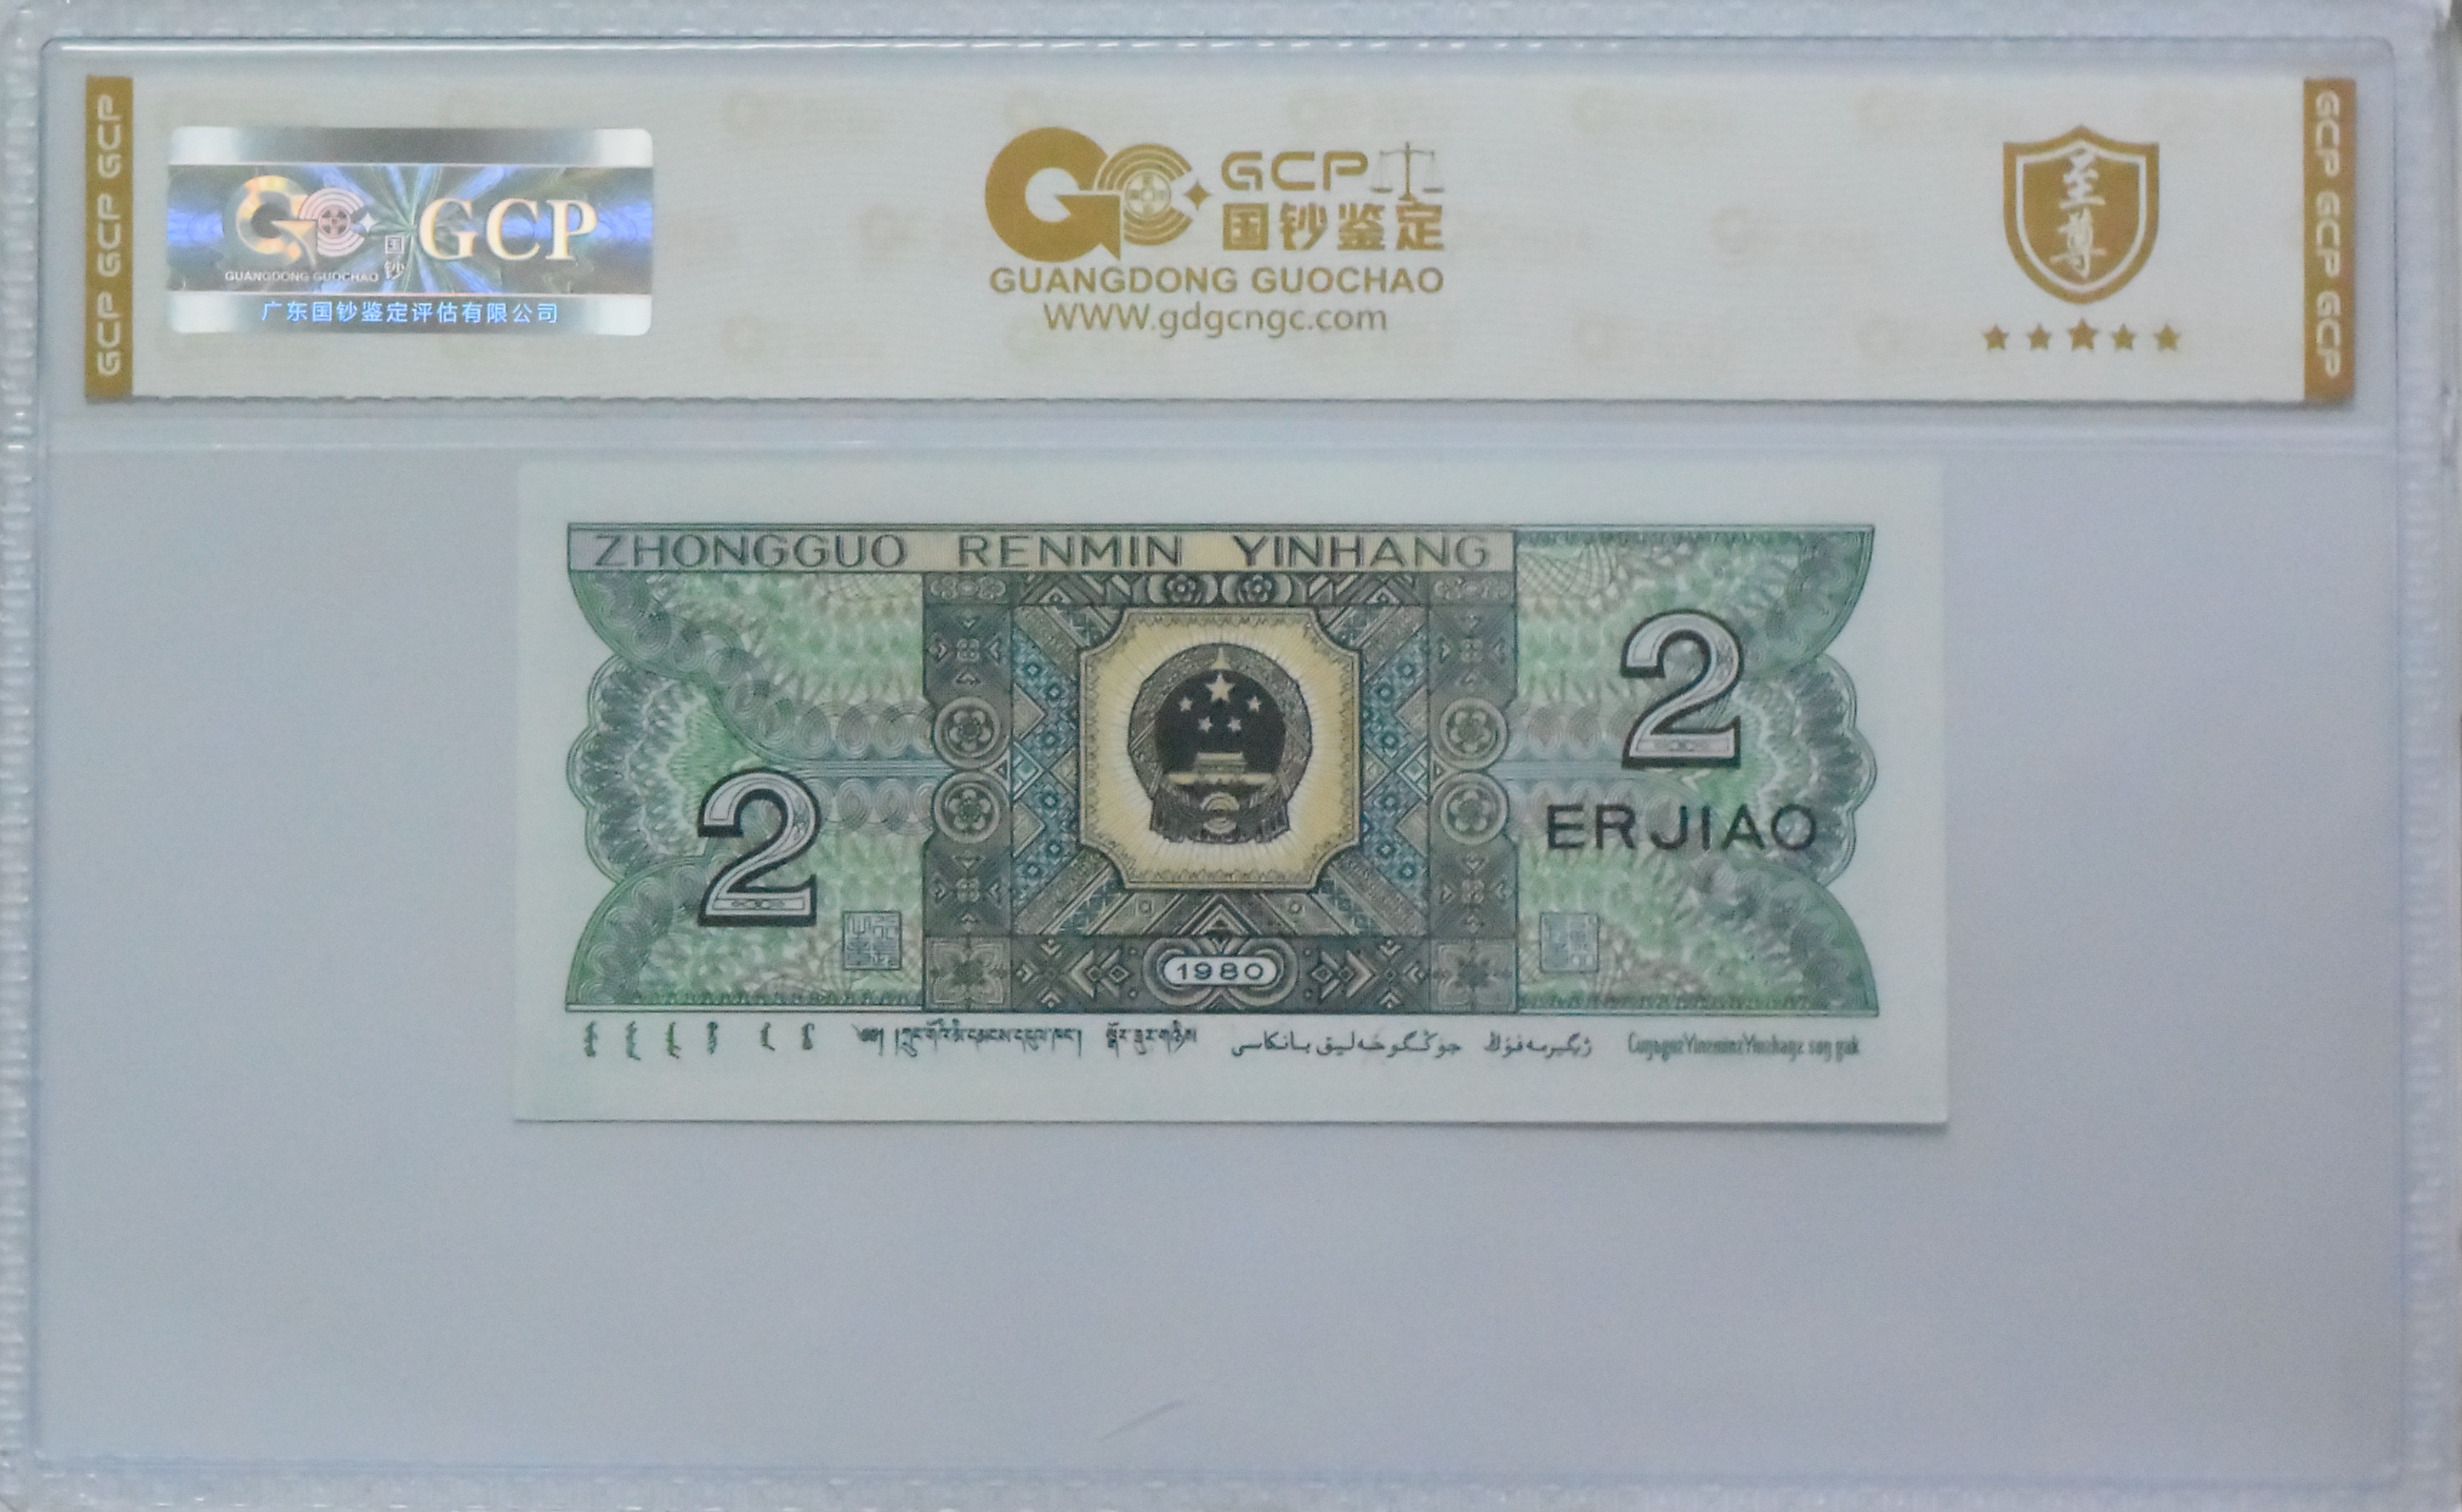 GCP GCP GCP
国钞
GCP
GUANGDONG GUOCHAO
广东国钞鉴定评估有限公司
GCP
国钞鉴定
GUANGDONG GUOCHAO
WWW.gdgcngc.com
至尊
GCP GCP GCP
ZHONGGUO RENMIN YINHANG
2
2
ERJIAO
1980
جۇڭگوخەلىق بانكاسى